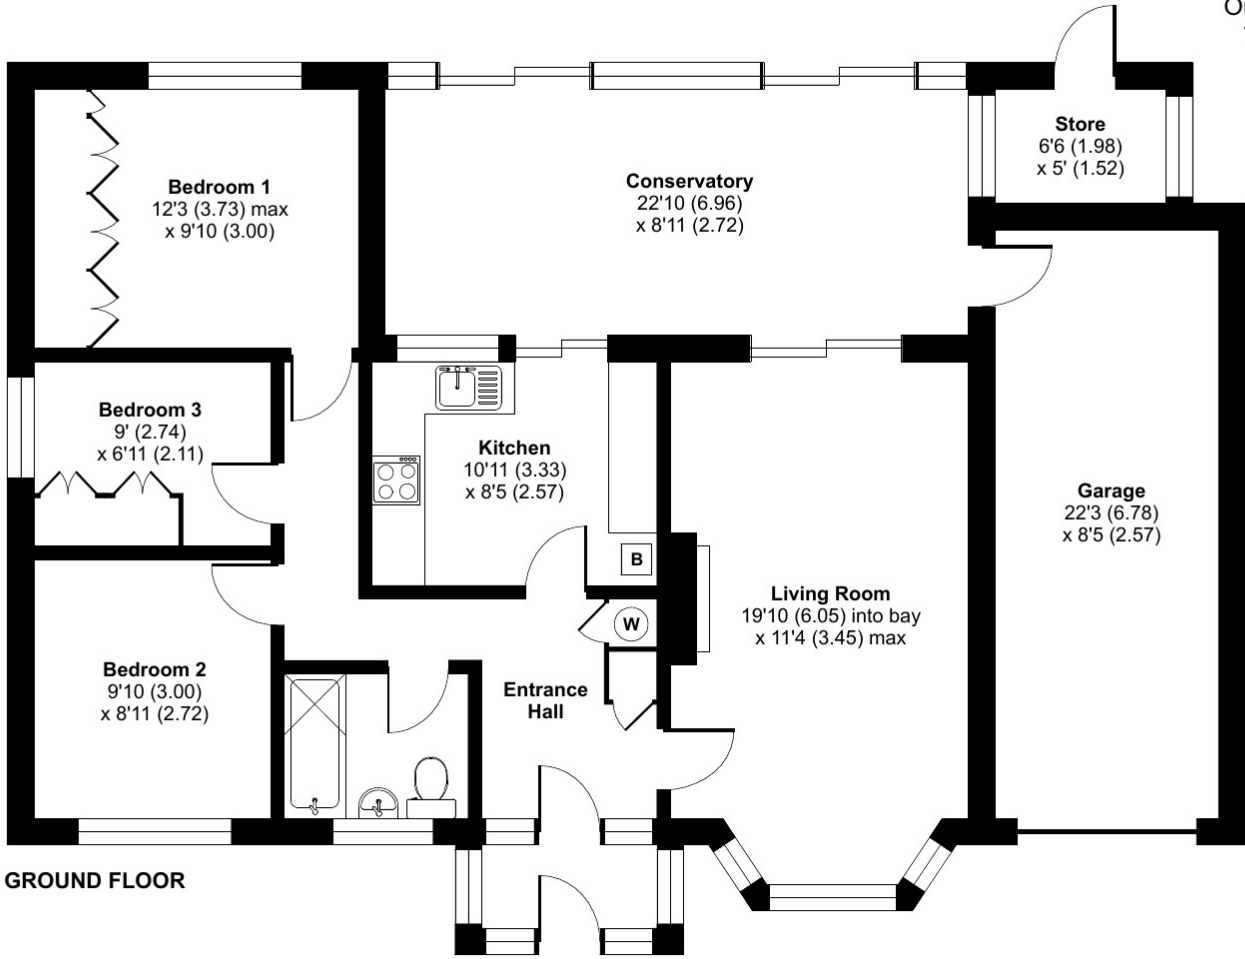 O
Store
6'6 (1.98)
x 5' (1.52)
Bedroom 1
12'3 (3.73) max
x 9'10 (3.00)
Conservatory
22'10 (6.96)
x 8'11 (2.72)
Bedroom 3
9' (2.74)
x 6'11 (2.11)
Kitchen
10'11 (3.33)
x 8'5 (2.57)
B
Garage
22'3 (6.78)
x 8'5 (2.57)
Living Room
19'10 (6.05) into bay
x 11'4 (3.45) max
W
Bedroom 2
9'10 (3.00)
x 8'11 (2.72)
Entrance
Hall
GROUND FLOOR